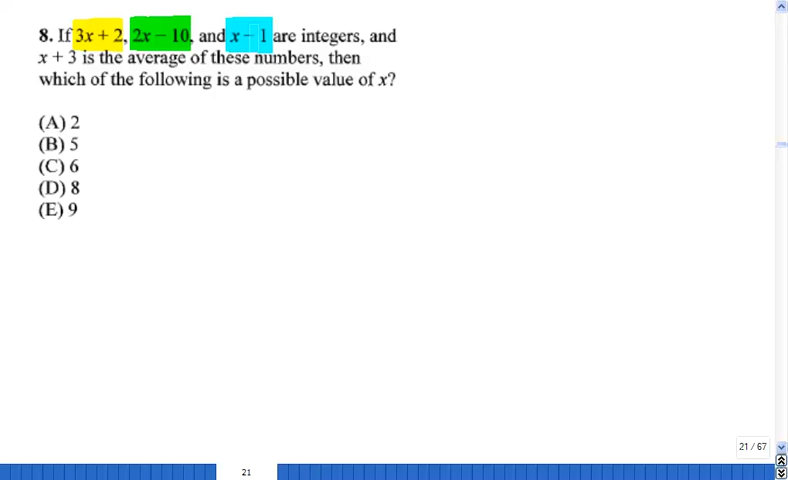 8. If 3x + 2, 2x − 10, and x − 1 are integers, and
x + 3 is the average of these numbers, then
which of the following is a possible value of x?
(A) 2
(B) 5
(C) 6
(D) 8
(E) 9
21 / 67
21